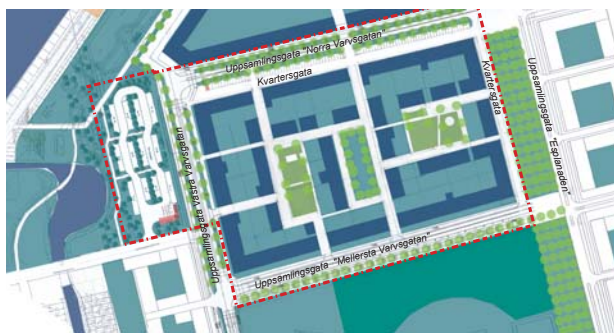 Uppsamlingsgata "Norra Varvsgatan"
Kvartersgata
Kvartersgata
Uppsamlingsgata "Esplanaden"
Uppsamlingsgata Västra Varvsgatan
Uppsamlingsgata "Mellersta Varvsgatan"